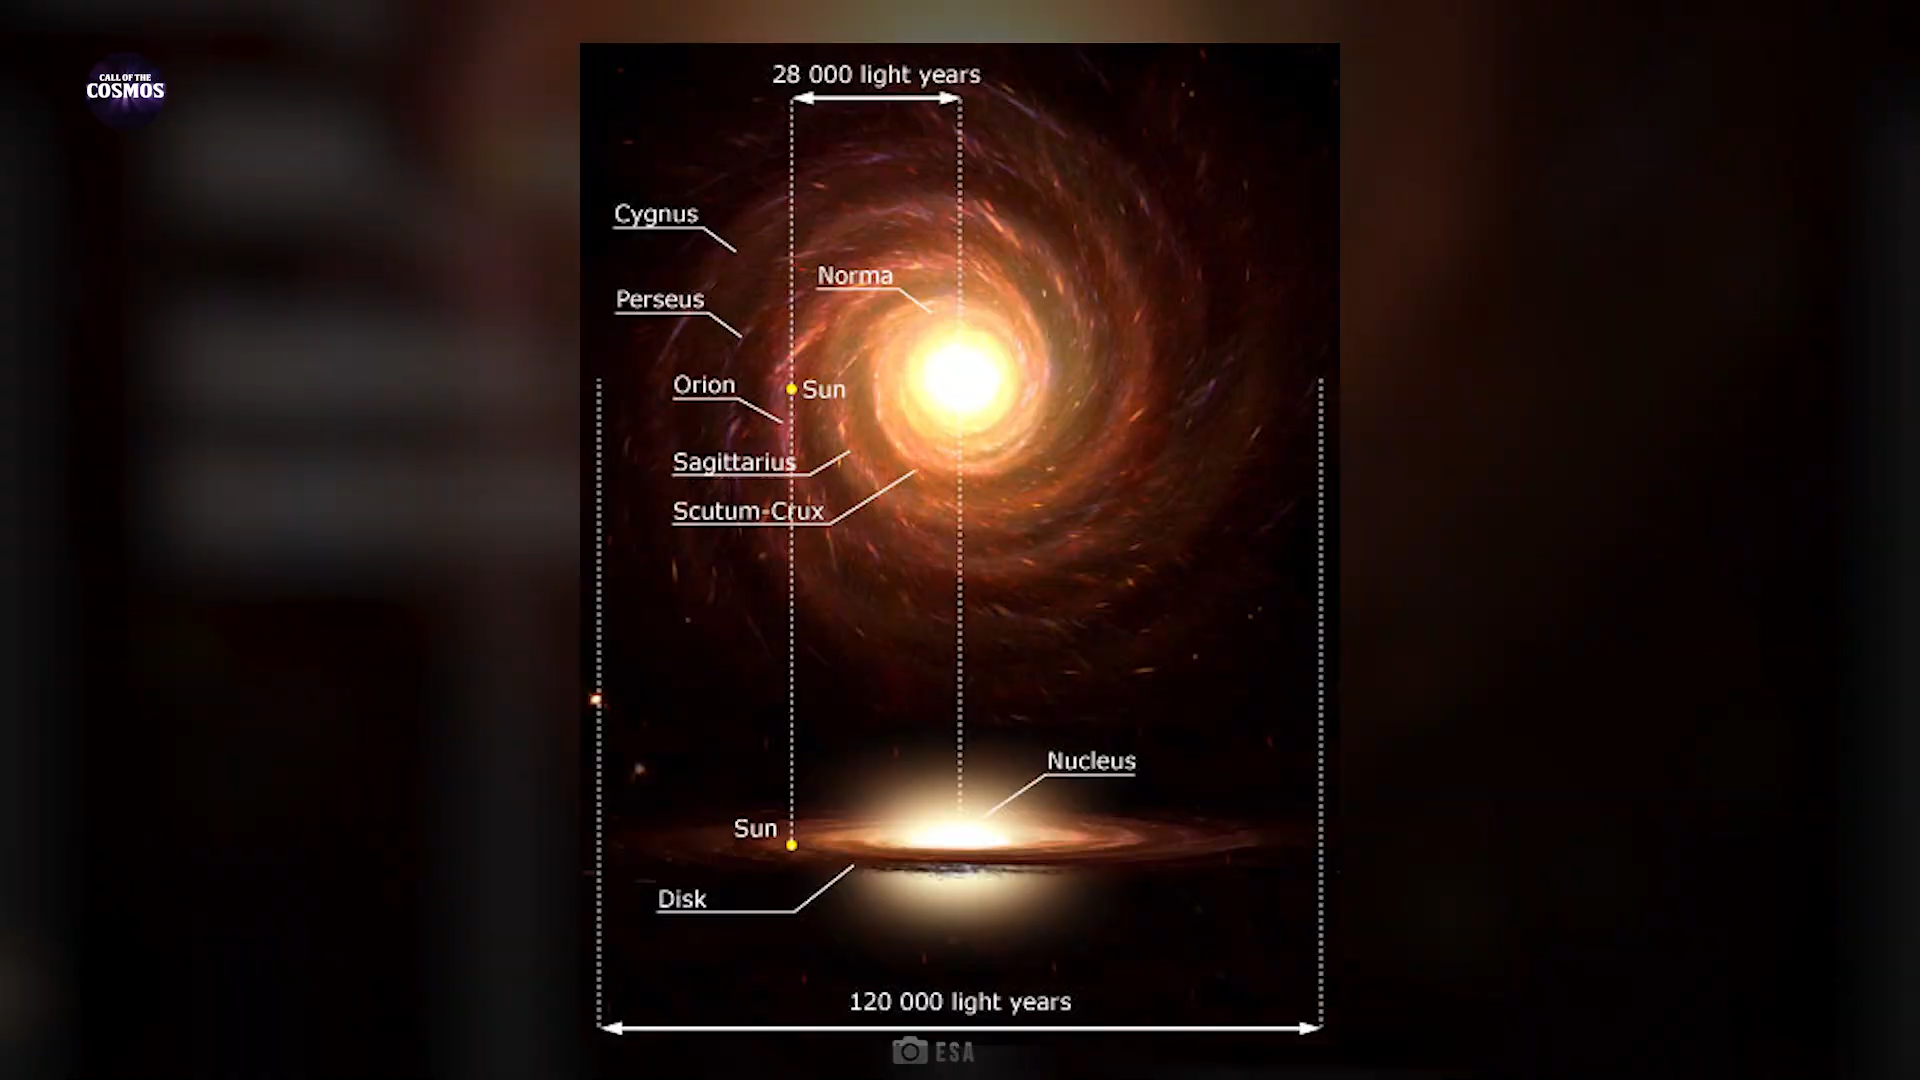 CALL OF THE
COSMOS
28 000 light years
Cygnus
Norma
Perseus
Orion
Sun
Sagittarius
Scutum-Crux
Nucleus
Sun
Disk
120 000 light years
ESA